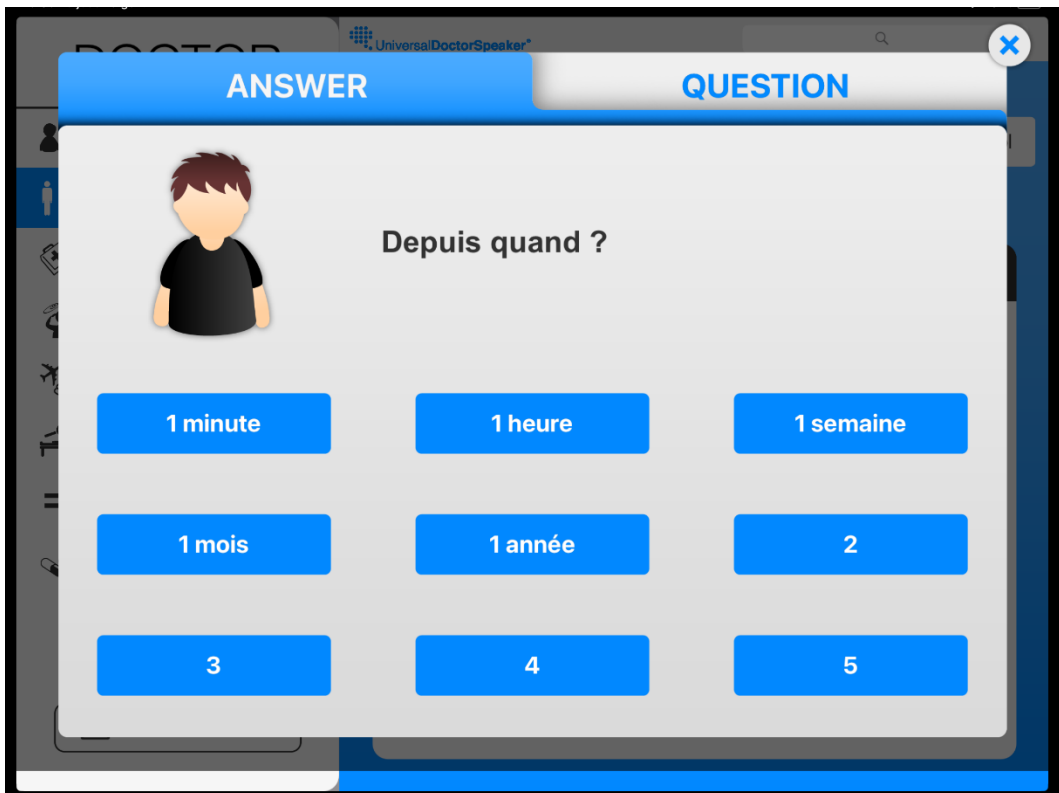 UniversalDoctorSpeaker
ANSWER
QUESTION
Depuis quand ?
1 minute
1 heure
1 semaine
1 mois
1 année
2
3
4
5